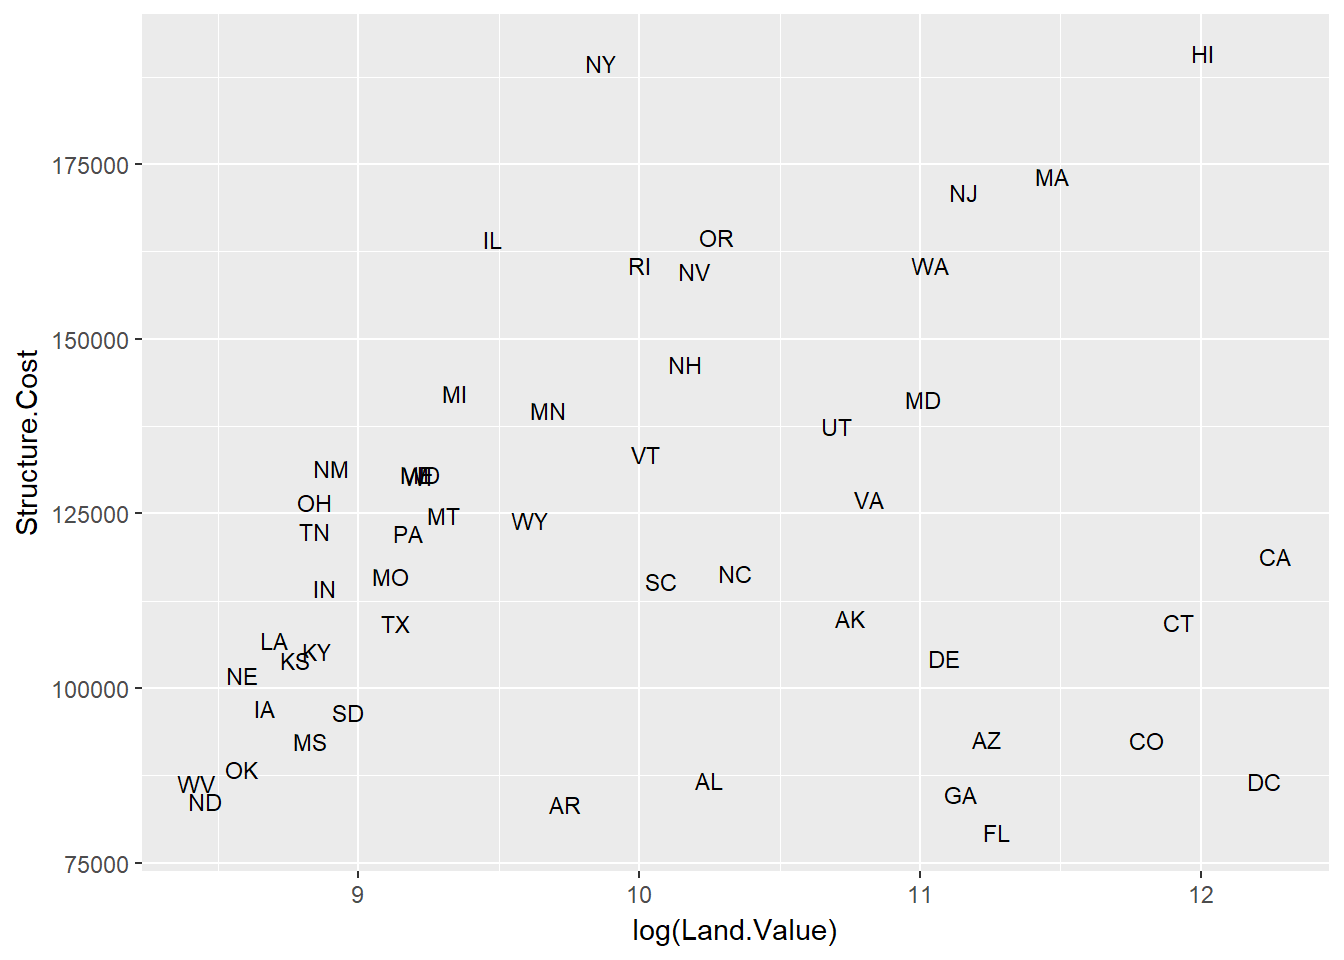 HI
NY
175000
MA
NJ
IL
OR
RI
NV
WA
150000
NH
MI
MN
MD
UT
VT
NM
OH
VA
125000
TN
MT
PA
WY
CA
IN
MO
SC
NC
TX
AK
CT
LA
KS
KY
DE
NE
100000
IA
SD
MS
AZ
CO
OK
WV
ND
AR
AL
GA
DC
FL
75000
9
10
11
12
log(Land.Value)
Structure.Cost